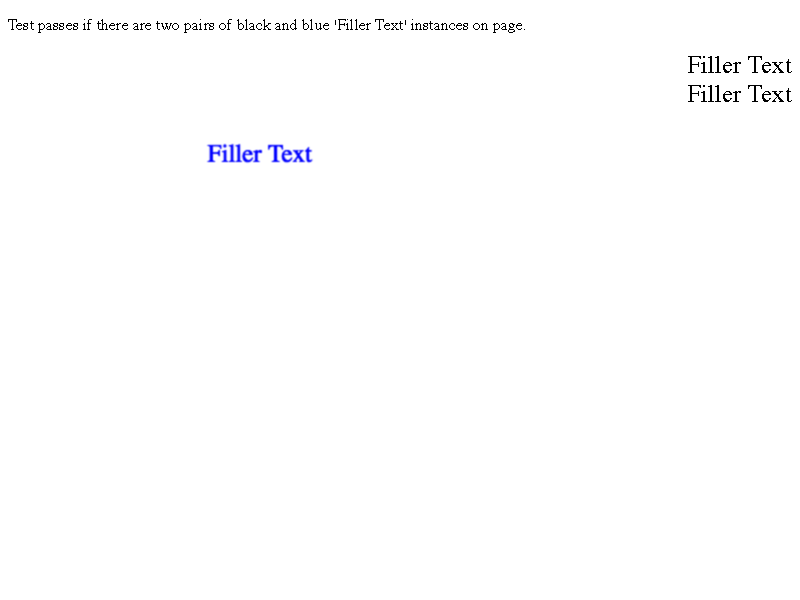 Test passes if there are two pairs of black and blue 'Filler Text' instances on page.
Filler Text
Filler Text
Filler Text